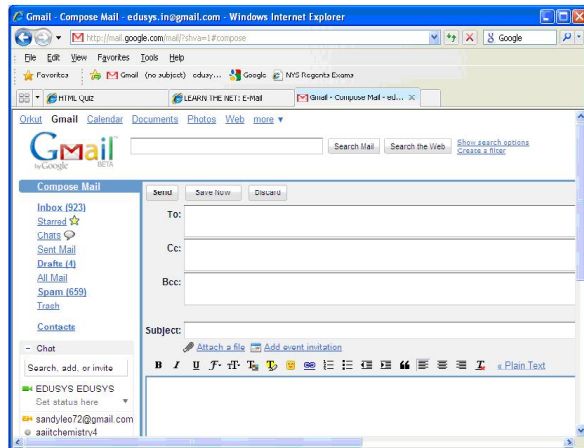 Gmail - Compose Mail - edusys.in@gmail.com - Windows Internet Explorer
http://mail.google.com/mail/?shva=1#compose
Google
File Edit View Favorites Tools Help
Favorites Gmail (no subject) edusy... Google NYS Regents Exams
HTML Quiz LEARN THE NET: E-Mail Gmail - Compose Mail - ed... X
Orkut Gmail Calendar Documents Photos Web more ▼
Gmail
by Google BETA
Search Mail Search the Web Show search options
Create a filter
Compose Mail
Inbox (923)
Starred
Chats
Sent Mail
Drafts (4)
All Mail
Spam (659)
Trash
Contacts
− Chat
Search, add, or invite
EDUSYS EDUSYS
Set status here
sandyleo72@gmail.com
aaiitchemistry4
Send Save Now Discard
To:
Cc:
Bcc:
Subject:
Attach a file Add event invitation
B I U « Plain Text